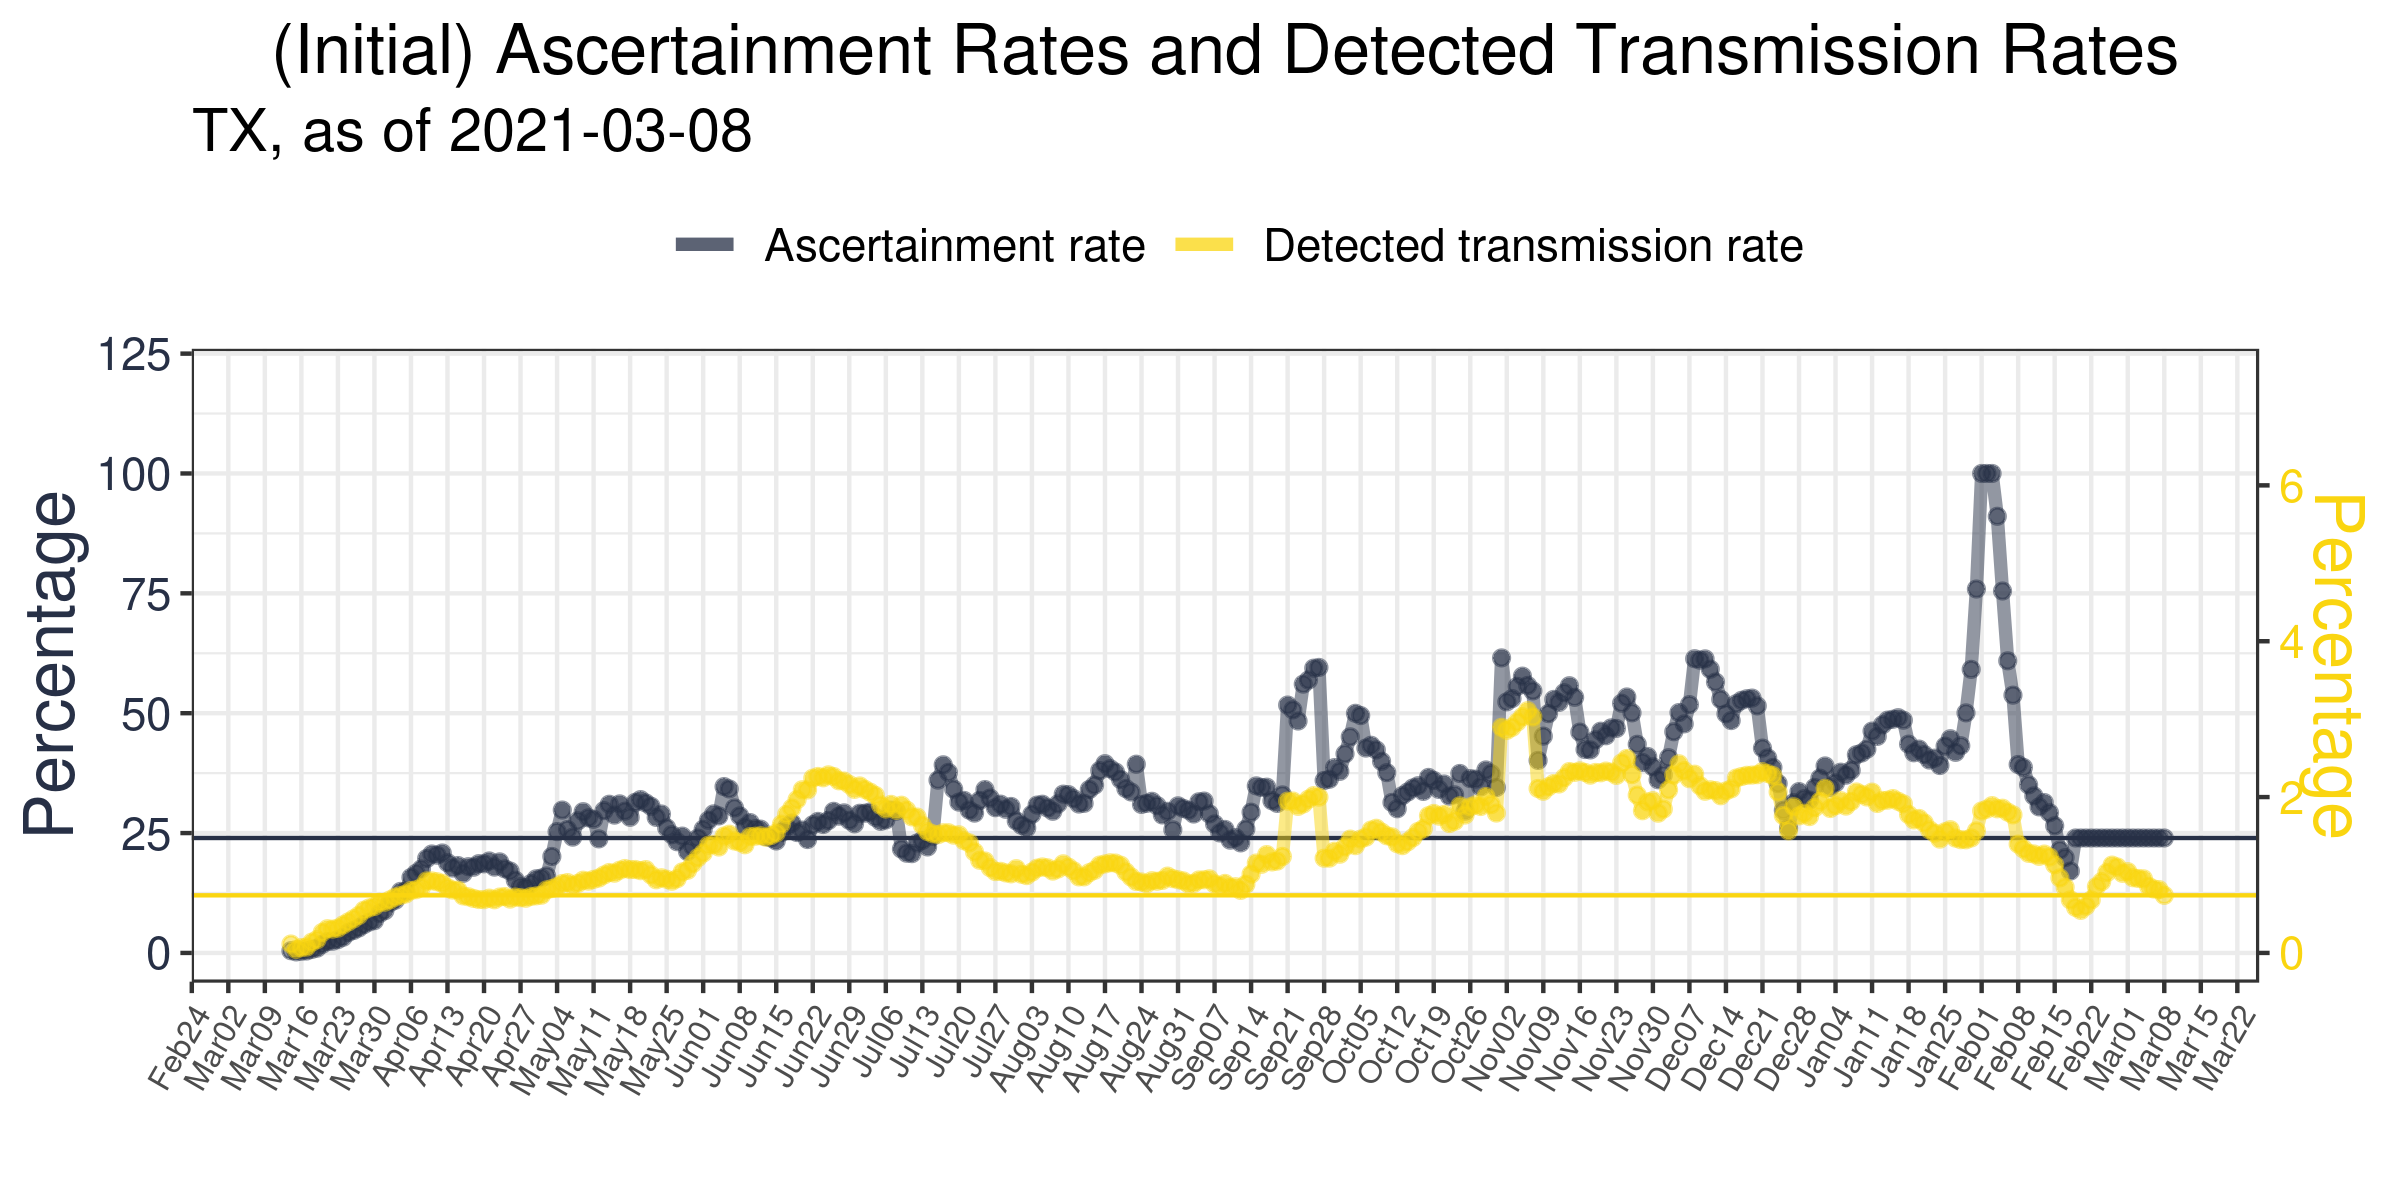 (Initial) Ascertainment Rates and Detected Transmission Rates
TX, as of 2021-03-08
Ascertainment rate
Detected transmission rate
125
100
75
50
25
0
Percentage
6
4
2
0
Percentage
Feb24
Mar02
Mar09
Mar16
Mar23
Mar30
Apr06
Apr13
Apr20
Apr27
May04
May11
May18
May25
Jun01
Jun08
Jun15
Jun22
Jun29
Jul06
Jul13
Jul20
Jul27
Aug03
Aug10
Aug17
Aug24
Aug31
Sep07
Sep14
Sep21
Sep28
Oct05
Oct12
Oct19
Oct26
Nov02
Nov09
Nov16
Nov23
Nov30
Dec07
Dec14
Dec21
Dec28
Jan04
Jan11
Jan18
Jan25
Feb01
Feb08
Feb15
Feb22
Mar01
Mar08
Mar15
Mar22